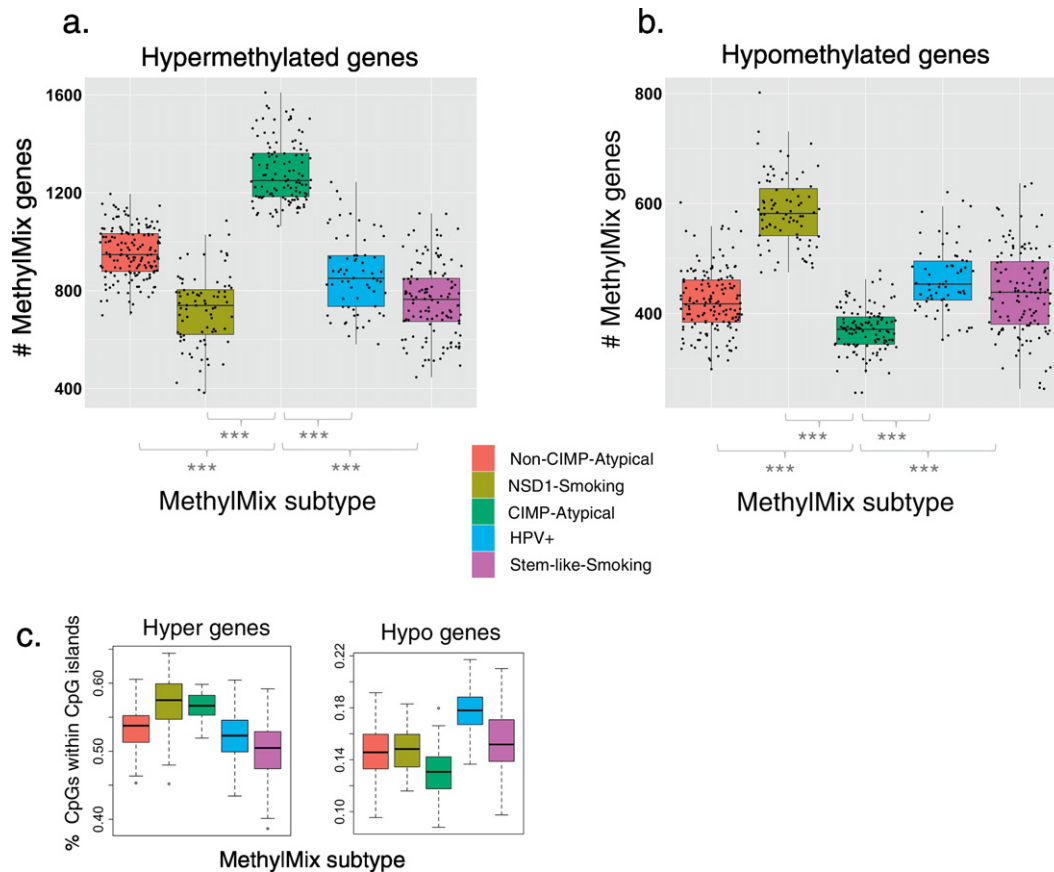 a.
Hypermethylated genes
# MethylMix genes
1600
1200
800
400
***
***
***
***
MethylMix subtype
b.
Hypomethylated genes
# MethylMix genes
800
600
400
***
***
***
***
MethylMix subtype
Non-CIMP-Atypical
NSD1-Smoking
CIMP-Atypical
HPV+
Stem-like-Smoking
c.
Hyper genes
% CpGs within CpG islands
0.60
0.50
0.40
Hypo genes
0.22
0.18
0.14
0.10
MethylMix subtype